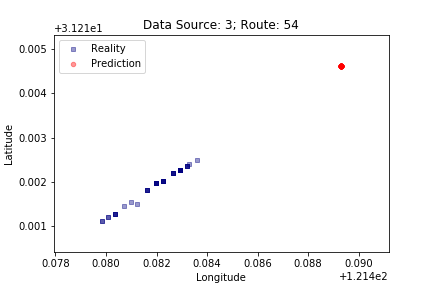 Data Source: 3; Route: 54
+3.121e1
Reality
Prediction
0.005
0.004
0.003
0.002
0.001
Latitude
0.078 0.080 0.082 0.084 0.086 0.088 0.090
Longitude
+1.214e2